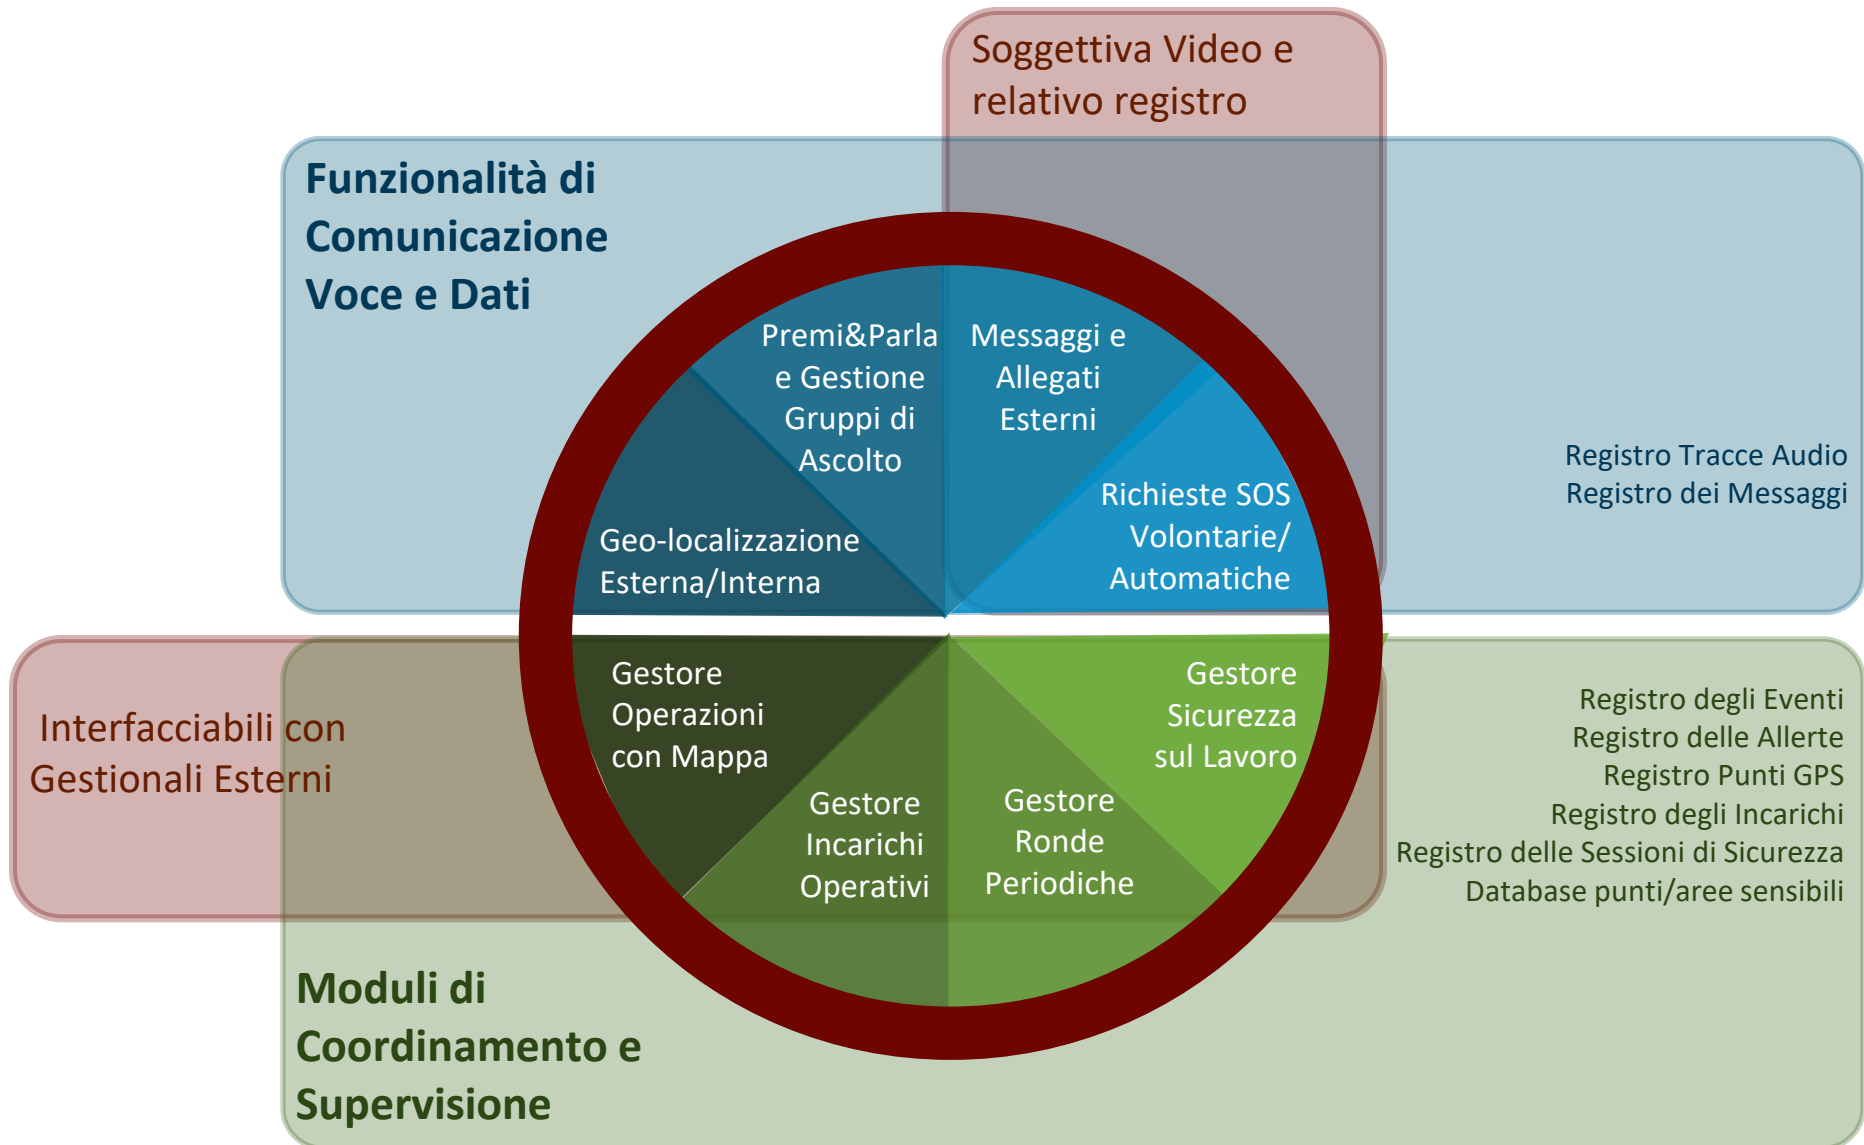 Soggettiva Video e
relativo registro
Funzionalità di
Comunicazione
Voce e Dati
Premi&Parla
e Gestione
Gruppi di
Ascolto
Messaggi e
Allegati
Esterni
Geo-localizzazione
Esterna/Interna
Richieste SOS
Volontarie/
Automatiche
Registro Tracce Audio
Registro dei Messaggi
Interfacciabili con
Gestionali Esterni
Gestore
Operazioni
con Mappa
Gestore
Incarichi
Operativi
Gestore
Ronde
Periodiche
Gestore
Sicurezza
sul Lavoro
Registro degli Eventi
Registro delle Allerte
Registro Punti GPS
Registro degli Incarichi
Registro delle Sessioni di Sicurezza
Database punti/aree sensibili
Moduli di
Coordinamento e
Supervisione